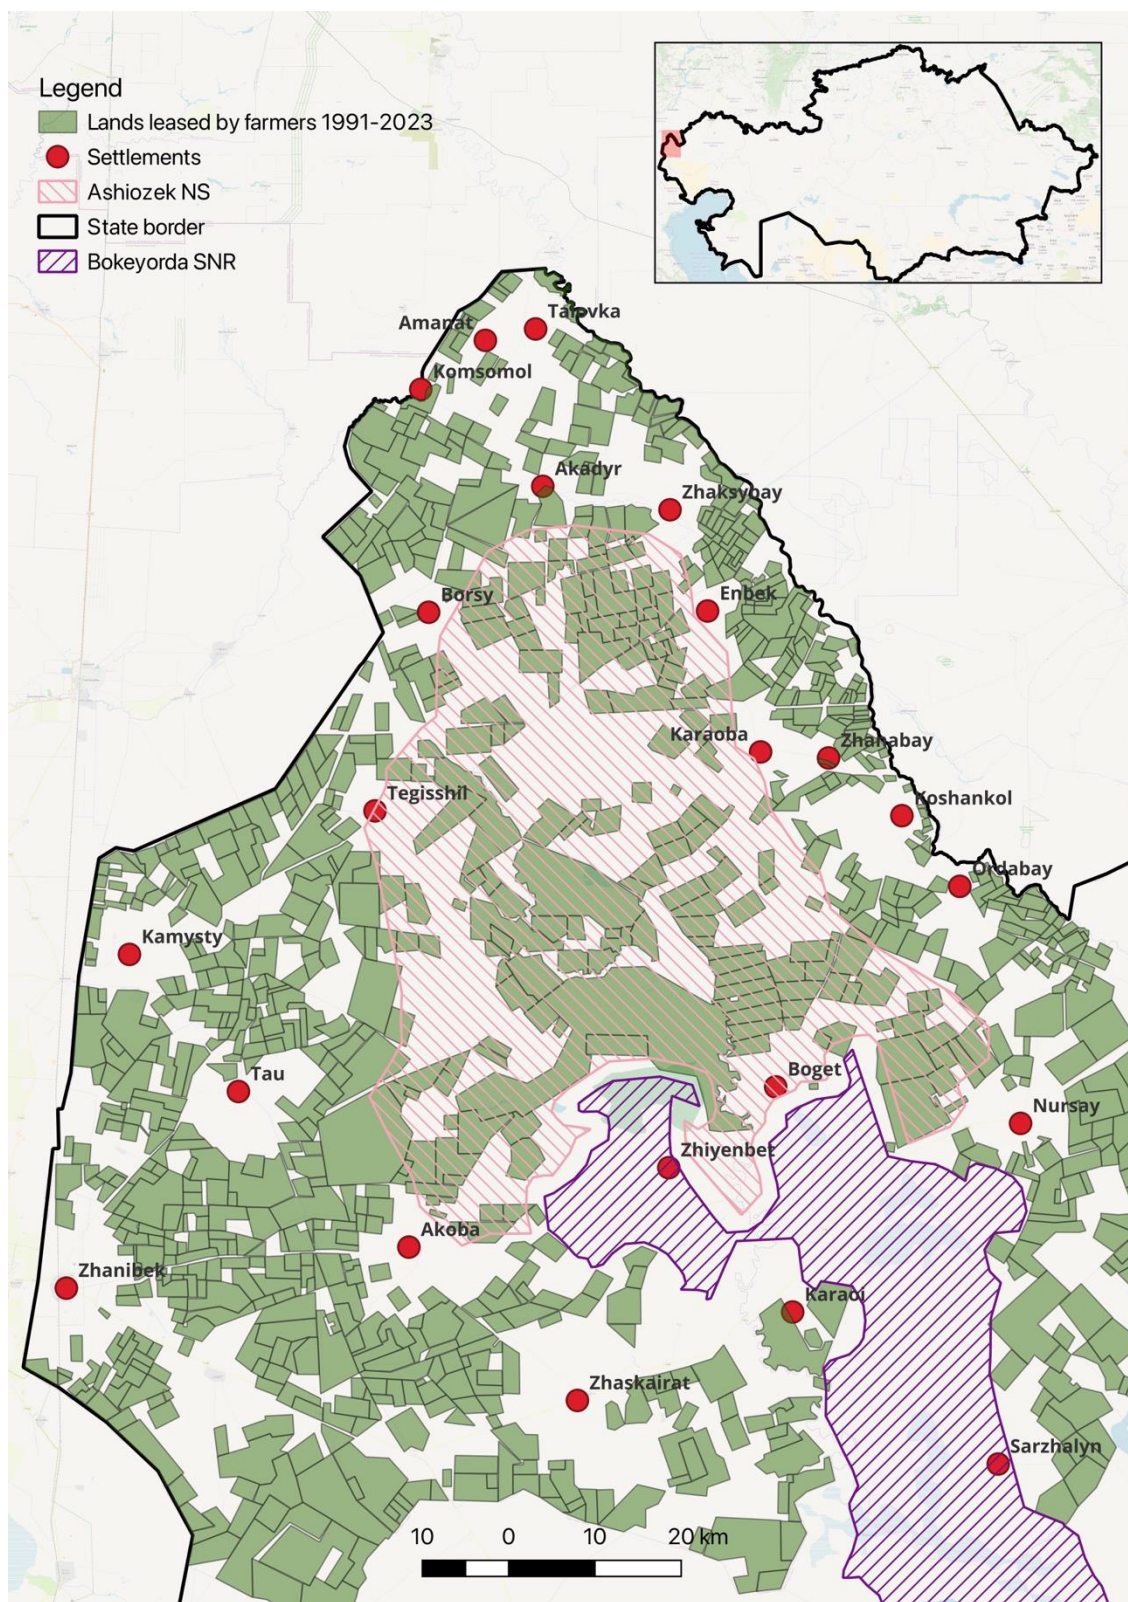 Legend
Lands leased by farmers 1991-2023
Settlements
Ashiozek NS
State border
Bokeyorda SNR
Amanat
Talovka
Komsomol
Akadyr
Zhaksybay
Borsy
Enbek
Karaoba
Zhanabay
Tegisshil
Koshankol
Ordabay
Kamysty
Tau
Boget
Nursay
Zhiyenbet
Akoba
Zhanibek
Karaoi
Zhaskairat
Sarzhalyn
10 0 10 20 km